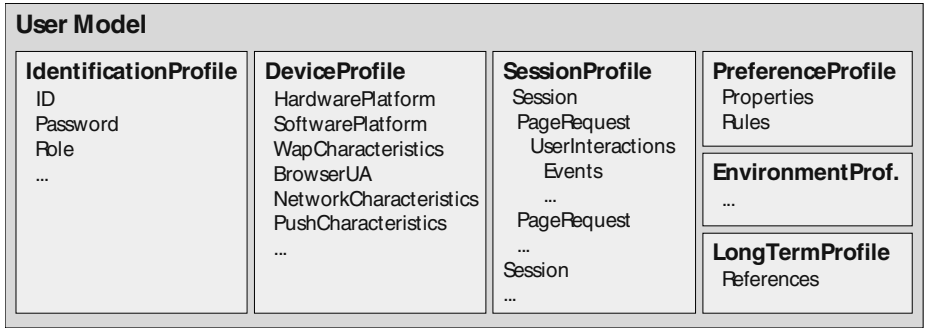 User Model
IdentificationProfile
ID
Password
Role
...
DeviceProfile
HardwarePlatform
SoftwarePlatform
WapCharacteristics
BrowserUA
NetworkCharacteristics
PushCharacteristics
...
SessionProfile
Session
PageRequest
UserInteractions
Events
...
PageRequest
...
Session
...
PreferenceProfile
Properties
Rules
EnvironmentProf.
...
LongTermProfile
References